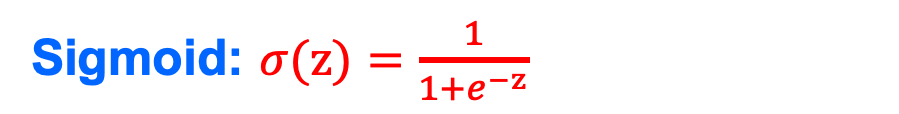 Sigmoid: σ(z) = 1/(1+e^−z)